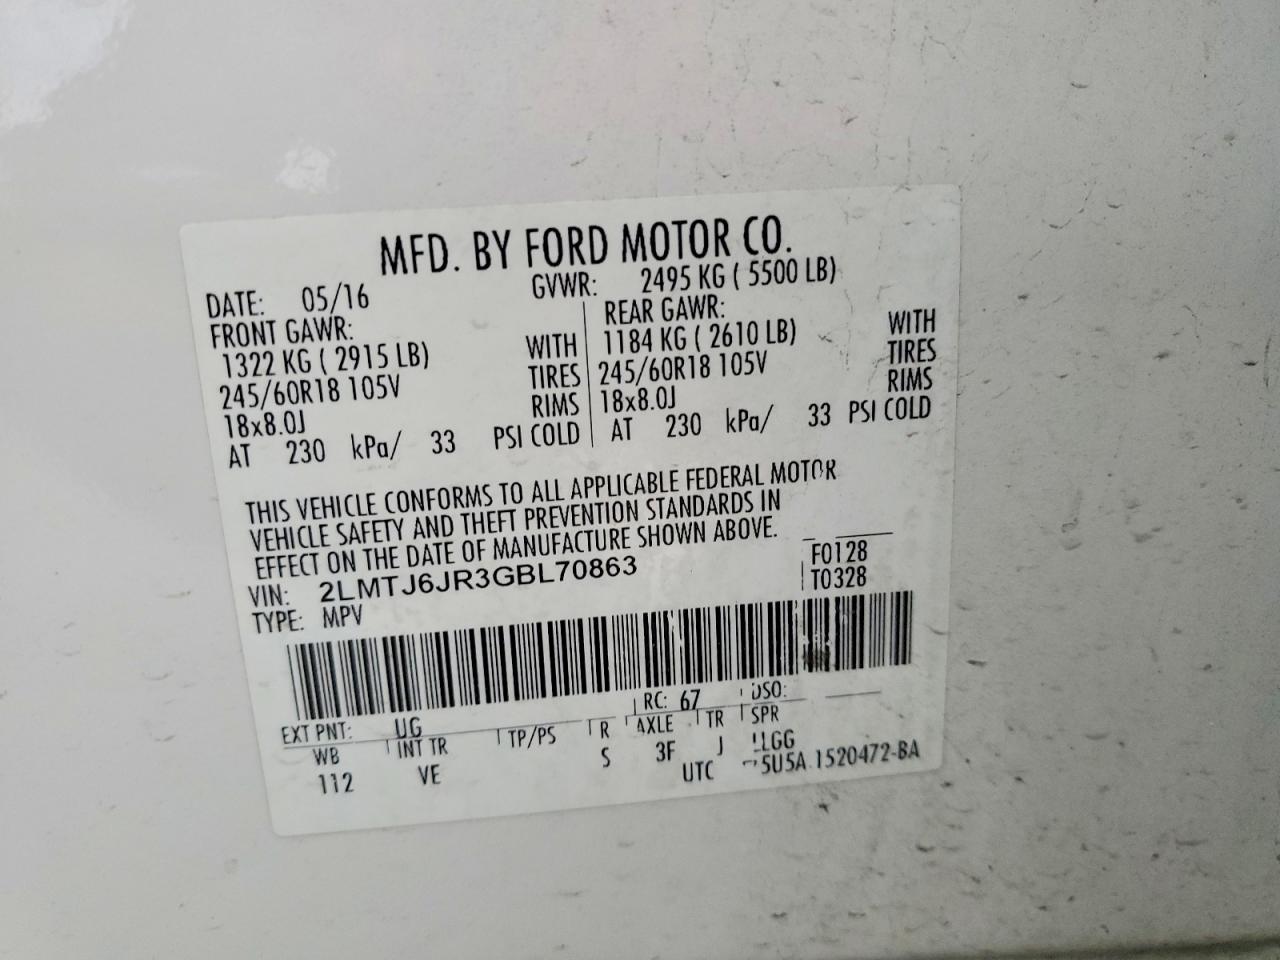 MFD. BY FORD MOTOR CO.
DATE: 05/16 GVWR: 2495 KG ( 5500 LB)
FRONT GAWR: REAR GAWR:
1322 KG ( 2915 LB) WITH 1184 KG ( 2610 LB) WITH
245/60R18 105V TIRES 245/60R18 105V TIRES
18x8.0J RIMS 18x8.0J RIMS
AT 230 kPa/ 33 PSI COLD AT 230 kPa/ 33 PSI COLD
THIS VEHICLE CONFORMS TO ALL APPLICABLE FEDERAL MOTOR
VEHICLE SAFETY AND THEFT PREVENTION STANDARDS IN
EFFECT ON THE DATE OF MANUFACTURE SHOWN ABOVE.
VIN: 2LMTJ6JR3GBL70863 F0128
TYPE: MPV T0328
EXT PNT: UG RC: 67 DSO:
WB INT TR TP/PS R AXLE TR SPR
112 VE S 3F J LLGG
UTC 1520472-BA